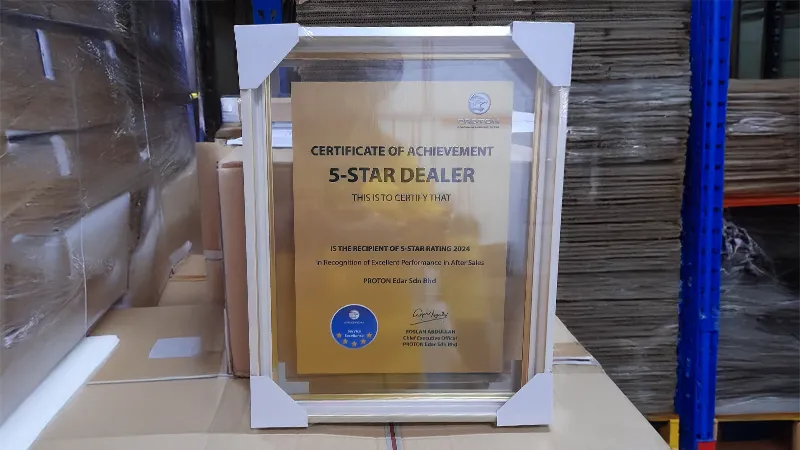 PROTON
CERTIFICATE OF ACHIEVEMENT
5-STAR DEALER
THIS IS TO CERTIFY THAT
IS THE RECIPIENT OF 5-STAR RATING 2024
In Recognition of Excellent Performance in After Sales
PROTON Edar Sdn Bhd
Service
Excellence
ROSLAN ABDULLAH
Chief Executive Officer
PROTON Edar Sdn Bhd